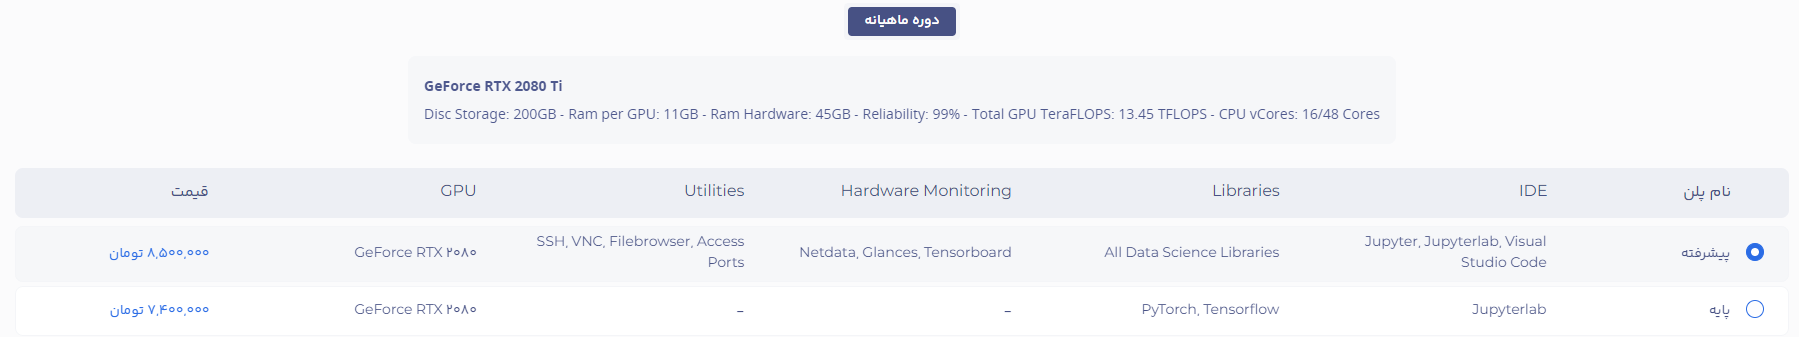 دوره ماهیانه
GeForce RTX 2080 Ti
Disc Storage: 200GB - Ram per GPU: 11GB - Ram Hardware: 45GB - Reliability: 99% - Total GPU TeraFLOPS: 13.45 TFLOPS - CPU vCores: 16/48 Cores
نام پلن IDE Libraries Hardware Monitoring Utilities GPU قیمت
پیشرفته Jupyter, Jupyterlab, Visual Studio Code All Data Science Libraries Netdata, Glances, Tensorboard SSH, VNC, Filebrowser, Access Ports GeForce RTX ۲۰۸۰ ۸,۵۰۰,۰۰۰ تومان
پایه Jupyterlab PyTorch, Tensorflow - - GeForce RTX ۲۰۸۰ ۷,۴۰۰,۰۰۰ تومان